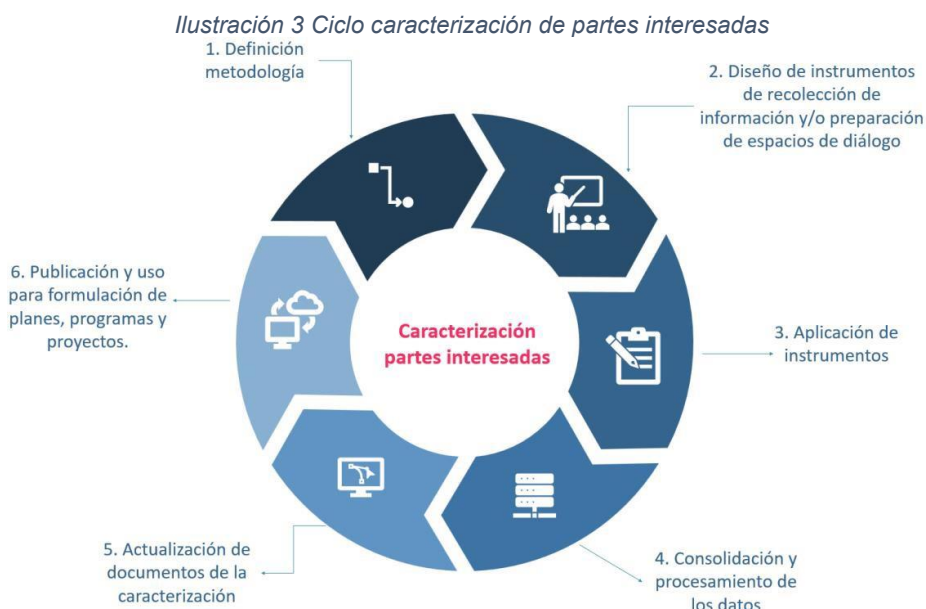 Ilustración 3 Ciclo caracterización de partes interesadas
1. Definición
metodología
2. Diseño de instrumentos
de recolección de
información y/o preparación
de espacios de diálogo
3. Aplicación de
instrumentos
4. Consolidación y
procesamiento de
los datos
5. Actualización de
documentos de la
caracterización
6. Publicación y uso
para formulación de
planes, programas y
proyectos.
Caracterización
partes interesadas